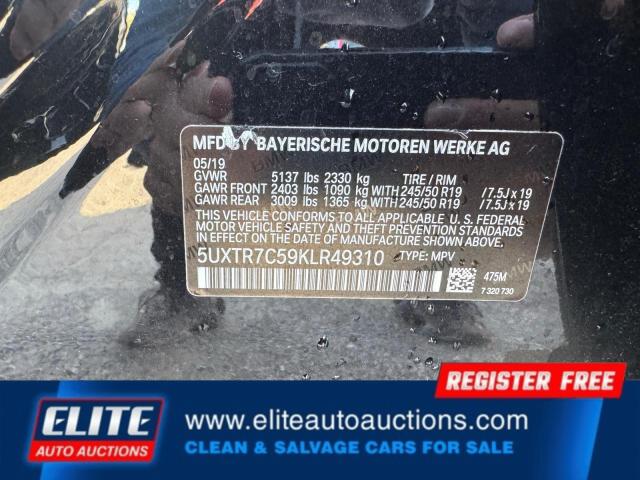 MFD BY BAYERISCHE MOTOREN WERKE AG
05/19
GVWR 5137 lbs 2330 kg TIRE / RIM
GAWR FRONT 2403 lbs 1090 kg WITH 245/50 R19 /7.5J x 19
GAWR REAR 3009 lbs 1365 kg WITH 245/50 R19 /7.5J x 19
THIS VEHICLE CONFORMS TO ALL APPLICABLE U. S. FEDERAL
MOTOR VEHICLE SAFETY AND THEFT PREVENTION STANDARDS
IN EFFECT ON THE DATE OF MANUFACTURE SHOWN ABOVE.
5UXTR7C59KLR49310 TYPE: MPV
475M
7 320 730
REGISTER FREE
ELITE
AUTO AUCTIONS
www.eliteautoauctions.com
CLEAN & SALVAGE CARS FOR SALE